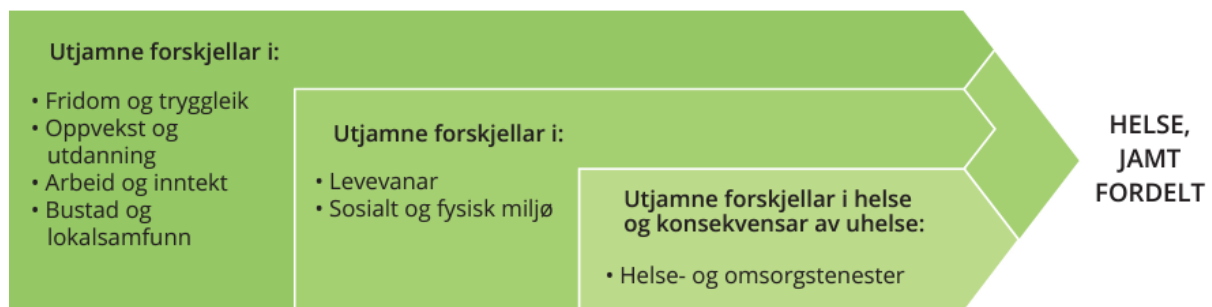 Utjamne forskjellar i:
• Fridom og tryggleik
• Oppvekst og
utdanning
• Arbeid og inntekt
• Bustad og
lokalsamfunn
Utjamne forskjellar i:
• Levevanar
• Sosialt og fysisk miljø
Utjamne forskjellar i helse
og konsekvensar av uhelse:
• Helse- og omsorgstenester
HELSE,
JAMT
FORDELT